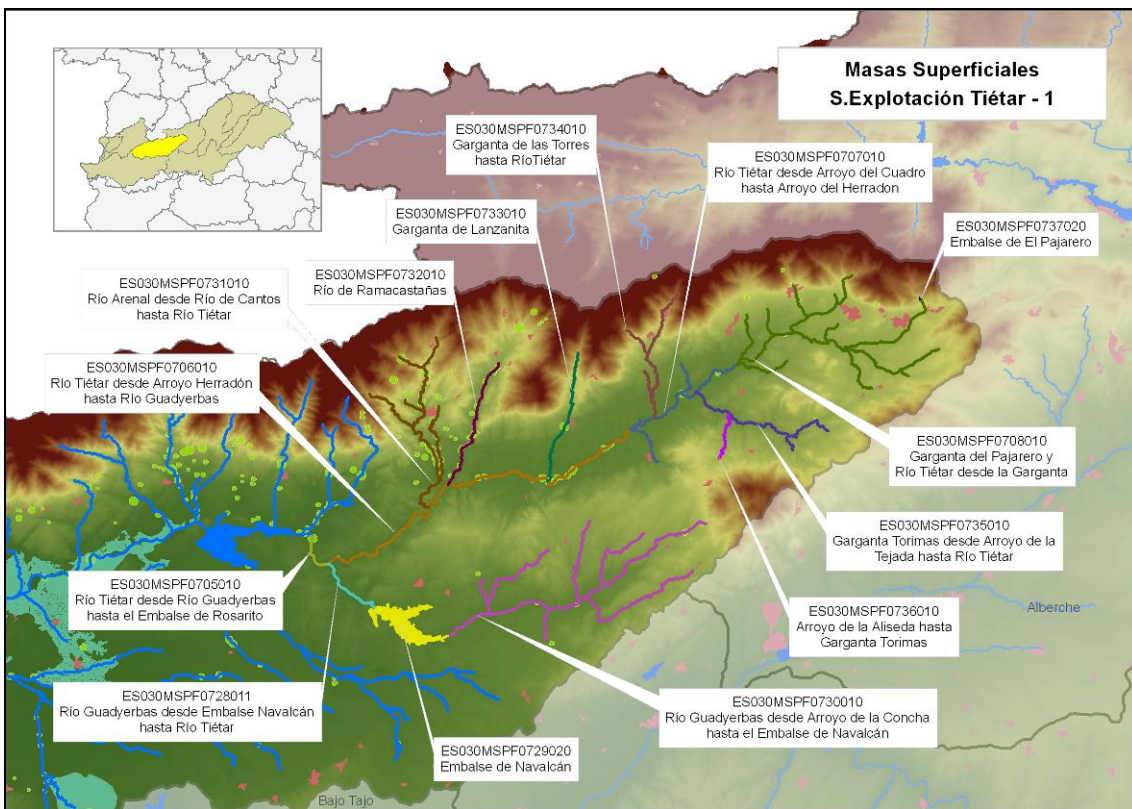 Masas Superficiales
S.Explotación Tiétar - 1
ES030MSPF0734010
Garganta de las Torres
hasta RíoTiétar
ES030MSPF0707010
Río Tiétar desde Arroyo del Cuadro
hasta Arroyo del Herradon
ES030MSPF0733010
Garganta de Lanzanita
ES030MSPF0737020
Embalse de El Pajarero
ES030MSPF0732010
Río de Ramacastañas
ES030MSPF0731010
Río Arenal desde Río de Cantos
hasta Río Tiétar
ES030MSPF0706010
Río Tiétar desde Arroyo Herradón
hasta Río Guadyerbas
ES030MSPF0708010
Garganta del Pajarero y
Río Tiétar desde la Garganta
ES030MSPF0735010
Garganta Torimas desde Arroyo de la
Tejada hasta Río Tiétar
ES030MSPF0705010
Río Tiétar desde Río Guadyerbas
hasta el Embalse de Rosarito
ES030MSPF0736010
Arroyo de la Aliseda hasta
Garganta Torimas
Alberche
ES030MSPF0728011
Río Guadyerbas desde Embalse Navalcán
hasta Río Tiétar
ES030MSPF0730010
Río Guadyerbas desde Arroyo de la Concha
hasta el Embalse de Navalcán
ES030MSPF0729020
Embalse de Navalcán
Bajo Tajo